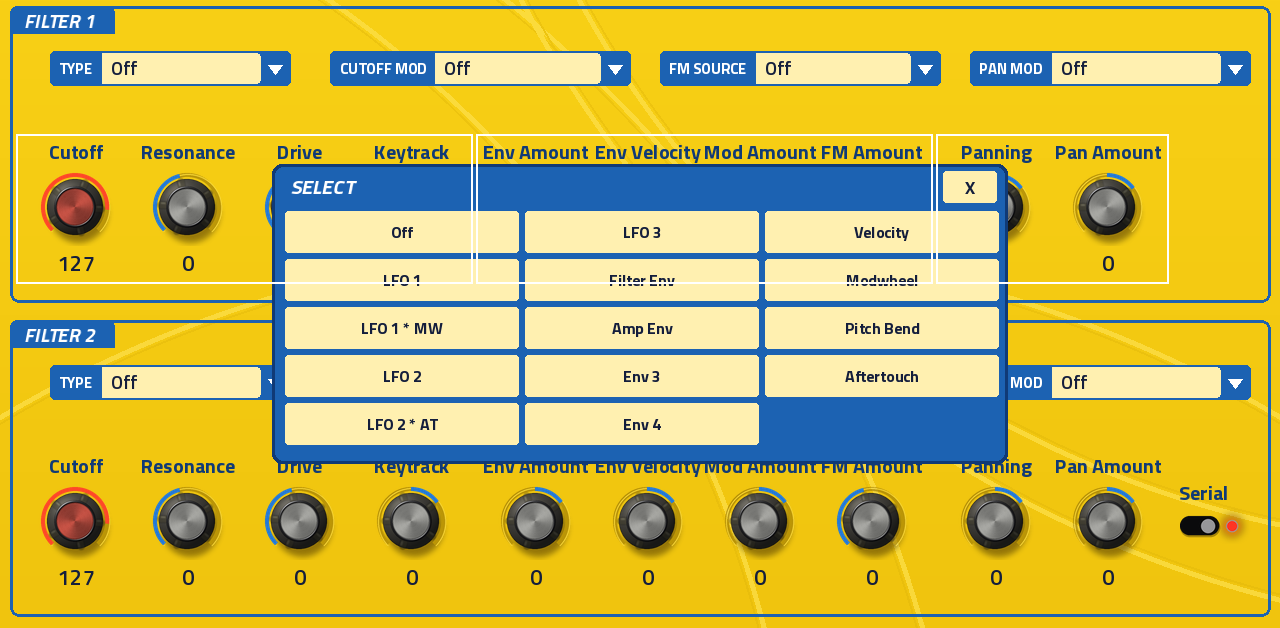 FILTER 1
TYPE Off CUTOFF MOD Off FM SOURCE Off PAN MOD Off
Cutoff Resonance Drive Keytrack Env Amount Env Velocity Mod Amount FM Amount Panning Pan Amount
127 0 0
SELECT X
Off LFO 3 Velocity
LFO 1 Filter Env Modwheel
LFO 1 * MW Amp Env Pitch Bend
LFO 2 Env 3 Aftertouch
LFO 2 * AT Env 4
FILTER 2
TYPE Off MOD Off
Cutoff Resonance Drive Keytrack Env Amount Env Velocity Mod Amount FM Amount Panning Pan Amount
Serial
127 0 0 0 0 0 0 0 0 0